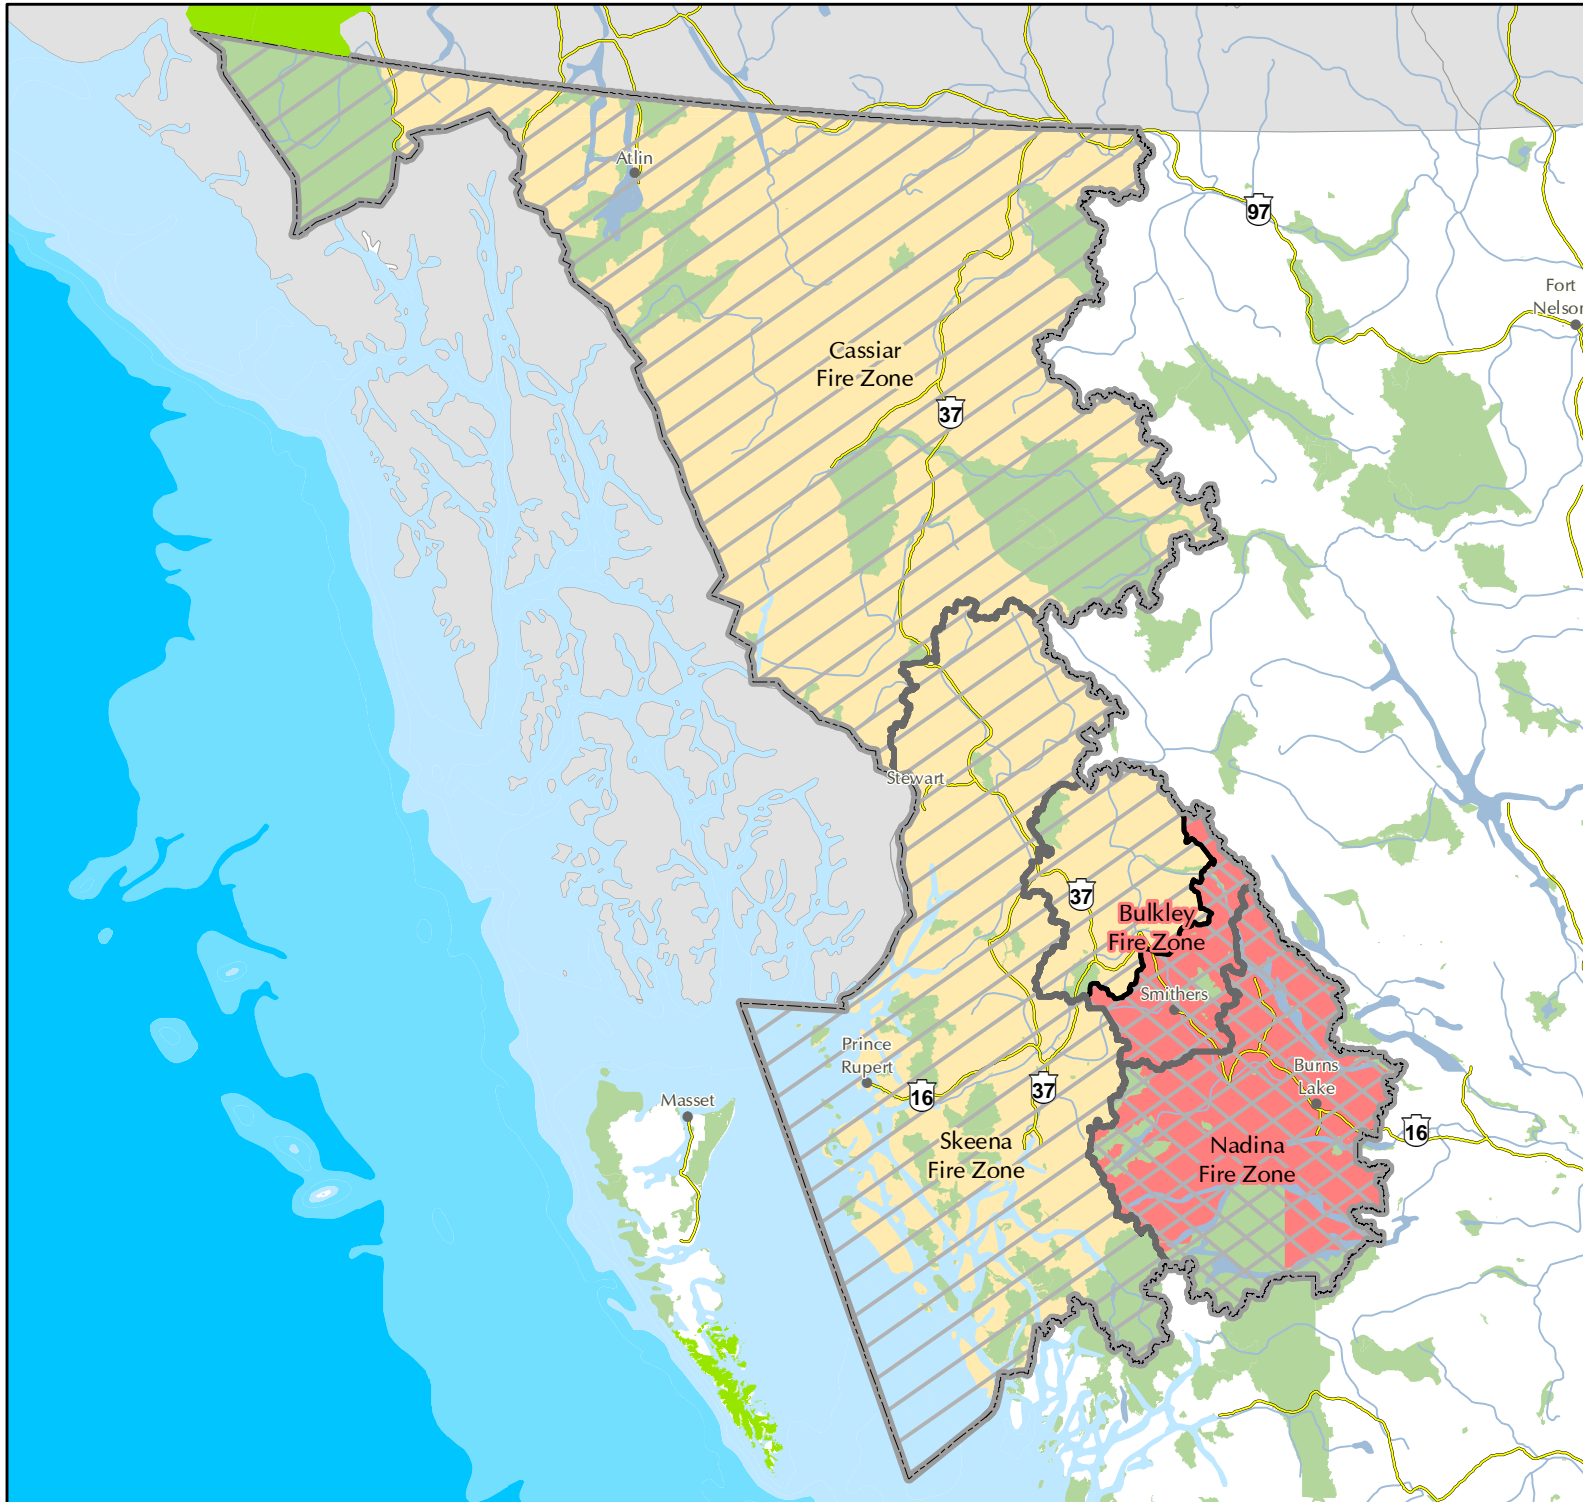 Atlin
97
Fort
Nelson
Cassiar
Fire Zone
37
Stewart
37
Bulkley
Fire Zone
Smithers
Prince
Rupert
Burns
Lake
16
37
Masset
16
Skeena
Fire Zone
Nadina
Fire Zone